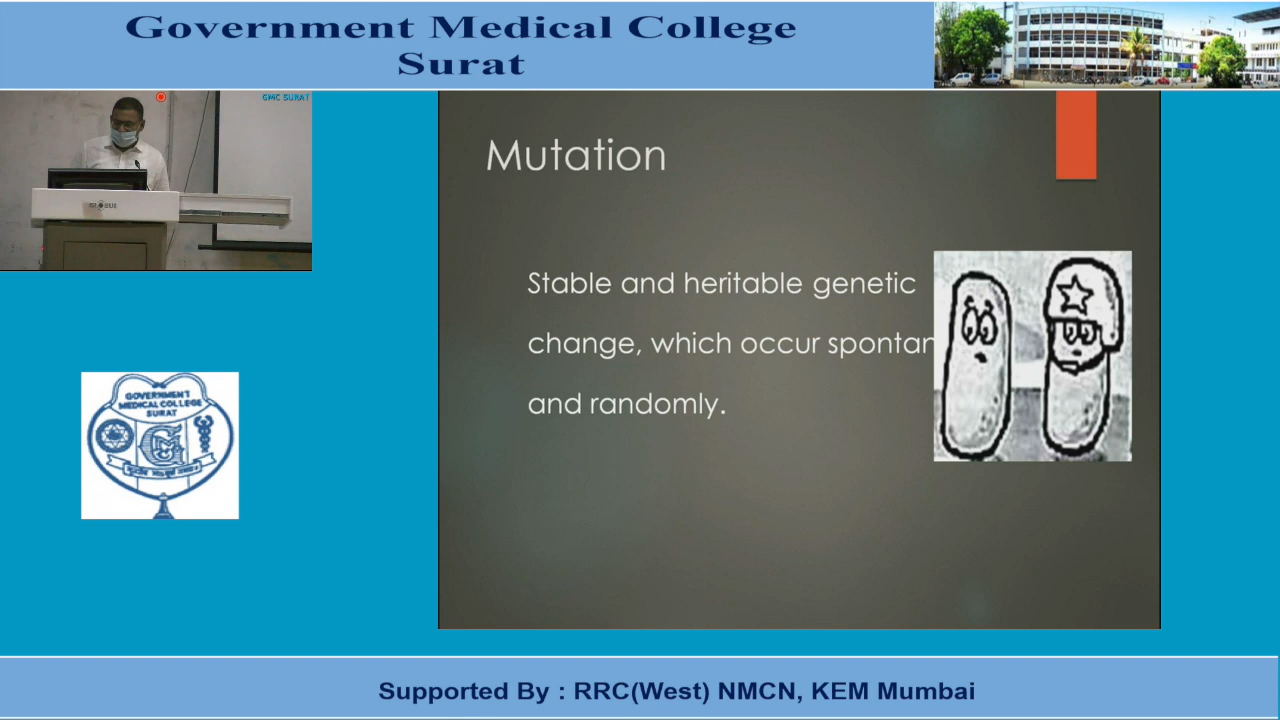 Government Medical College
Surat
GMC SURAT
Mutation
Stable and heritable genetic
change, which occur spontan
and randomly.
GOVERNMENT
MEDICAL COLLEGE
SURAT
Supported By : RRC(West) NMCN, KEM Mumbai